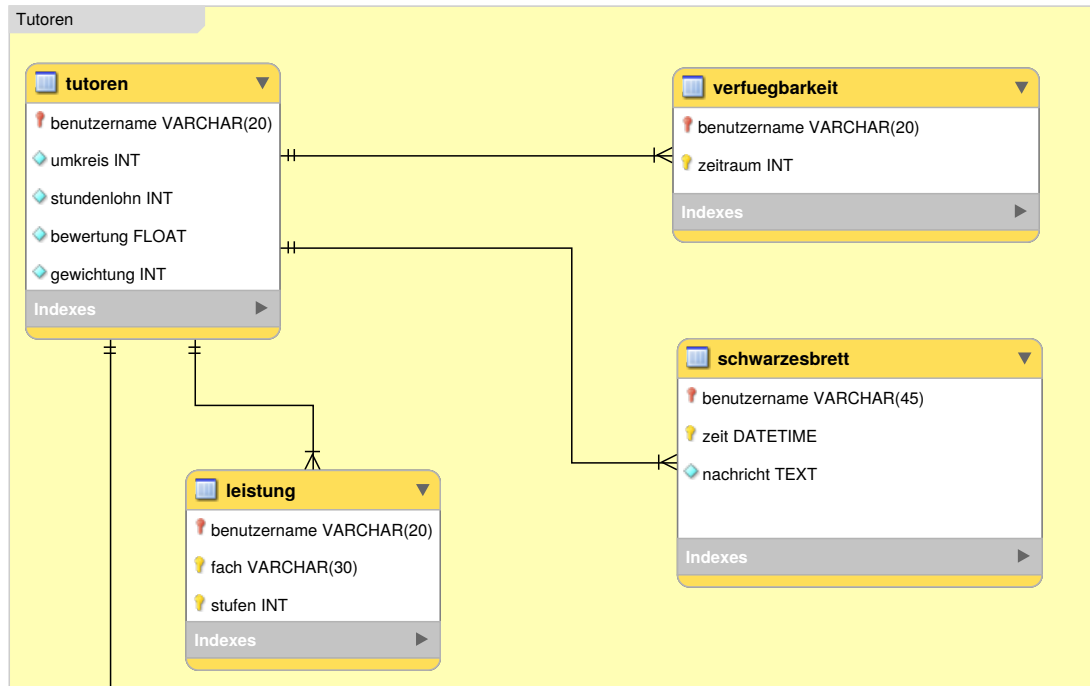 Tutoren
tutoren
benutzername VARCHAR(20)
umkreis INT
stundenlohn INT
bewertung FLOAT
gewichtung INT
Indexes
verfuegbarkeit
benutzername VARCHAR(20)
zeitraum INT
Indexes
schwarzesbrett
benutzername VARCHAR(45)
zeit DATETIME
nachricht TEXT
Indexes
leistung
benutzername VARCHAR(20)
fach VARCHAR(30)
stufen INT
Indexes